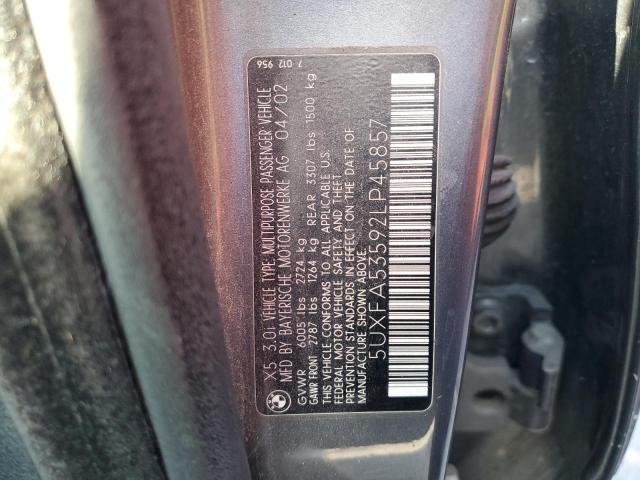 7 012 956
X5 3.0i VEHICLE TYPE: MULTIPURPOSE PASSENGER VEHICLE
MFD BY BAYERISCHE MOTORENWERKE AG 04/02
GVWR 6005 lbs 2724 kg
GAWR FRONT 2787 lbs 1264 kg REAR 3307 lbs 1500 kg
THIS VEHICLE CONFORMS TO ALL APPLICABLE U.S.
FEDERAL MOTOR VEHICLE SAFETY AND THEFT
PREVENTION STANDARDS IN EFFECT ON THE DATE OF
MANUFACTURE SHOWN ABOVE.
5UXFA53592LP45857